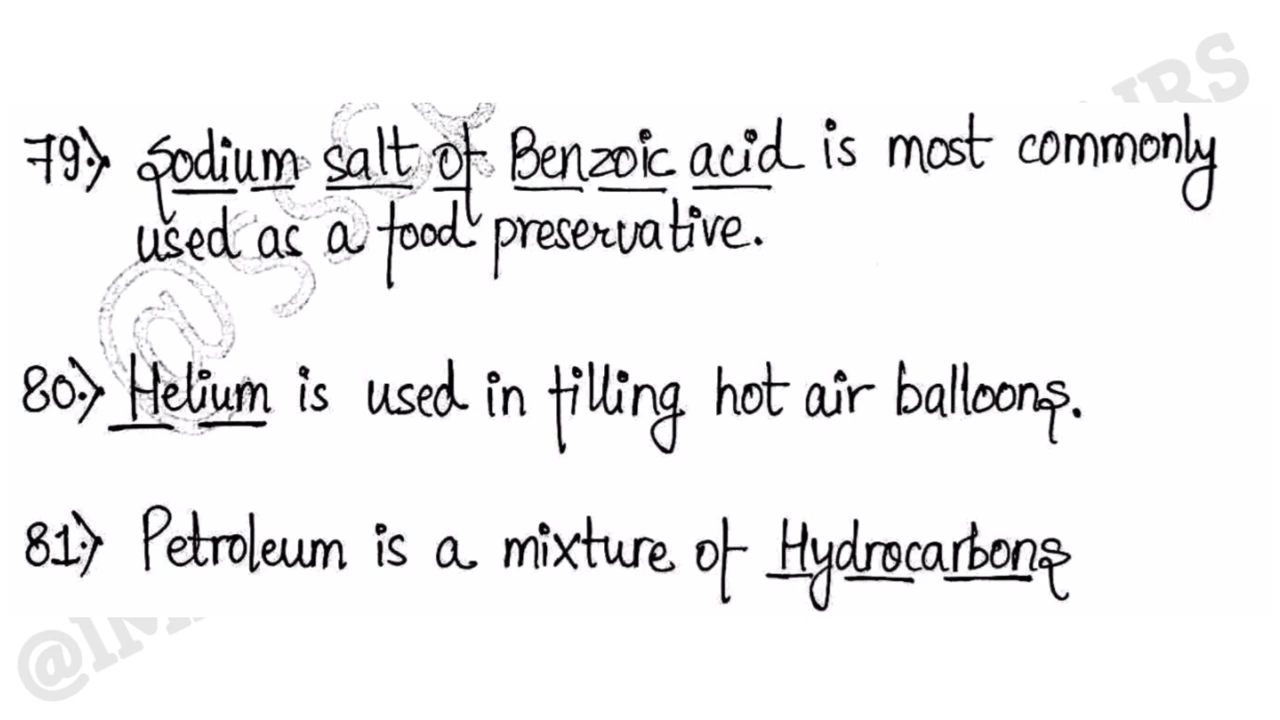 79.) Sodium salt of Benzoic acid is most commonly
used as a food preservative.
80.) Helium is used in filling hot air balloons.
81.) Petroleum is a mixture of Hydrocarbons